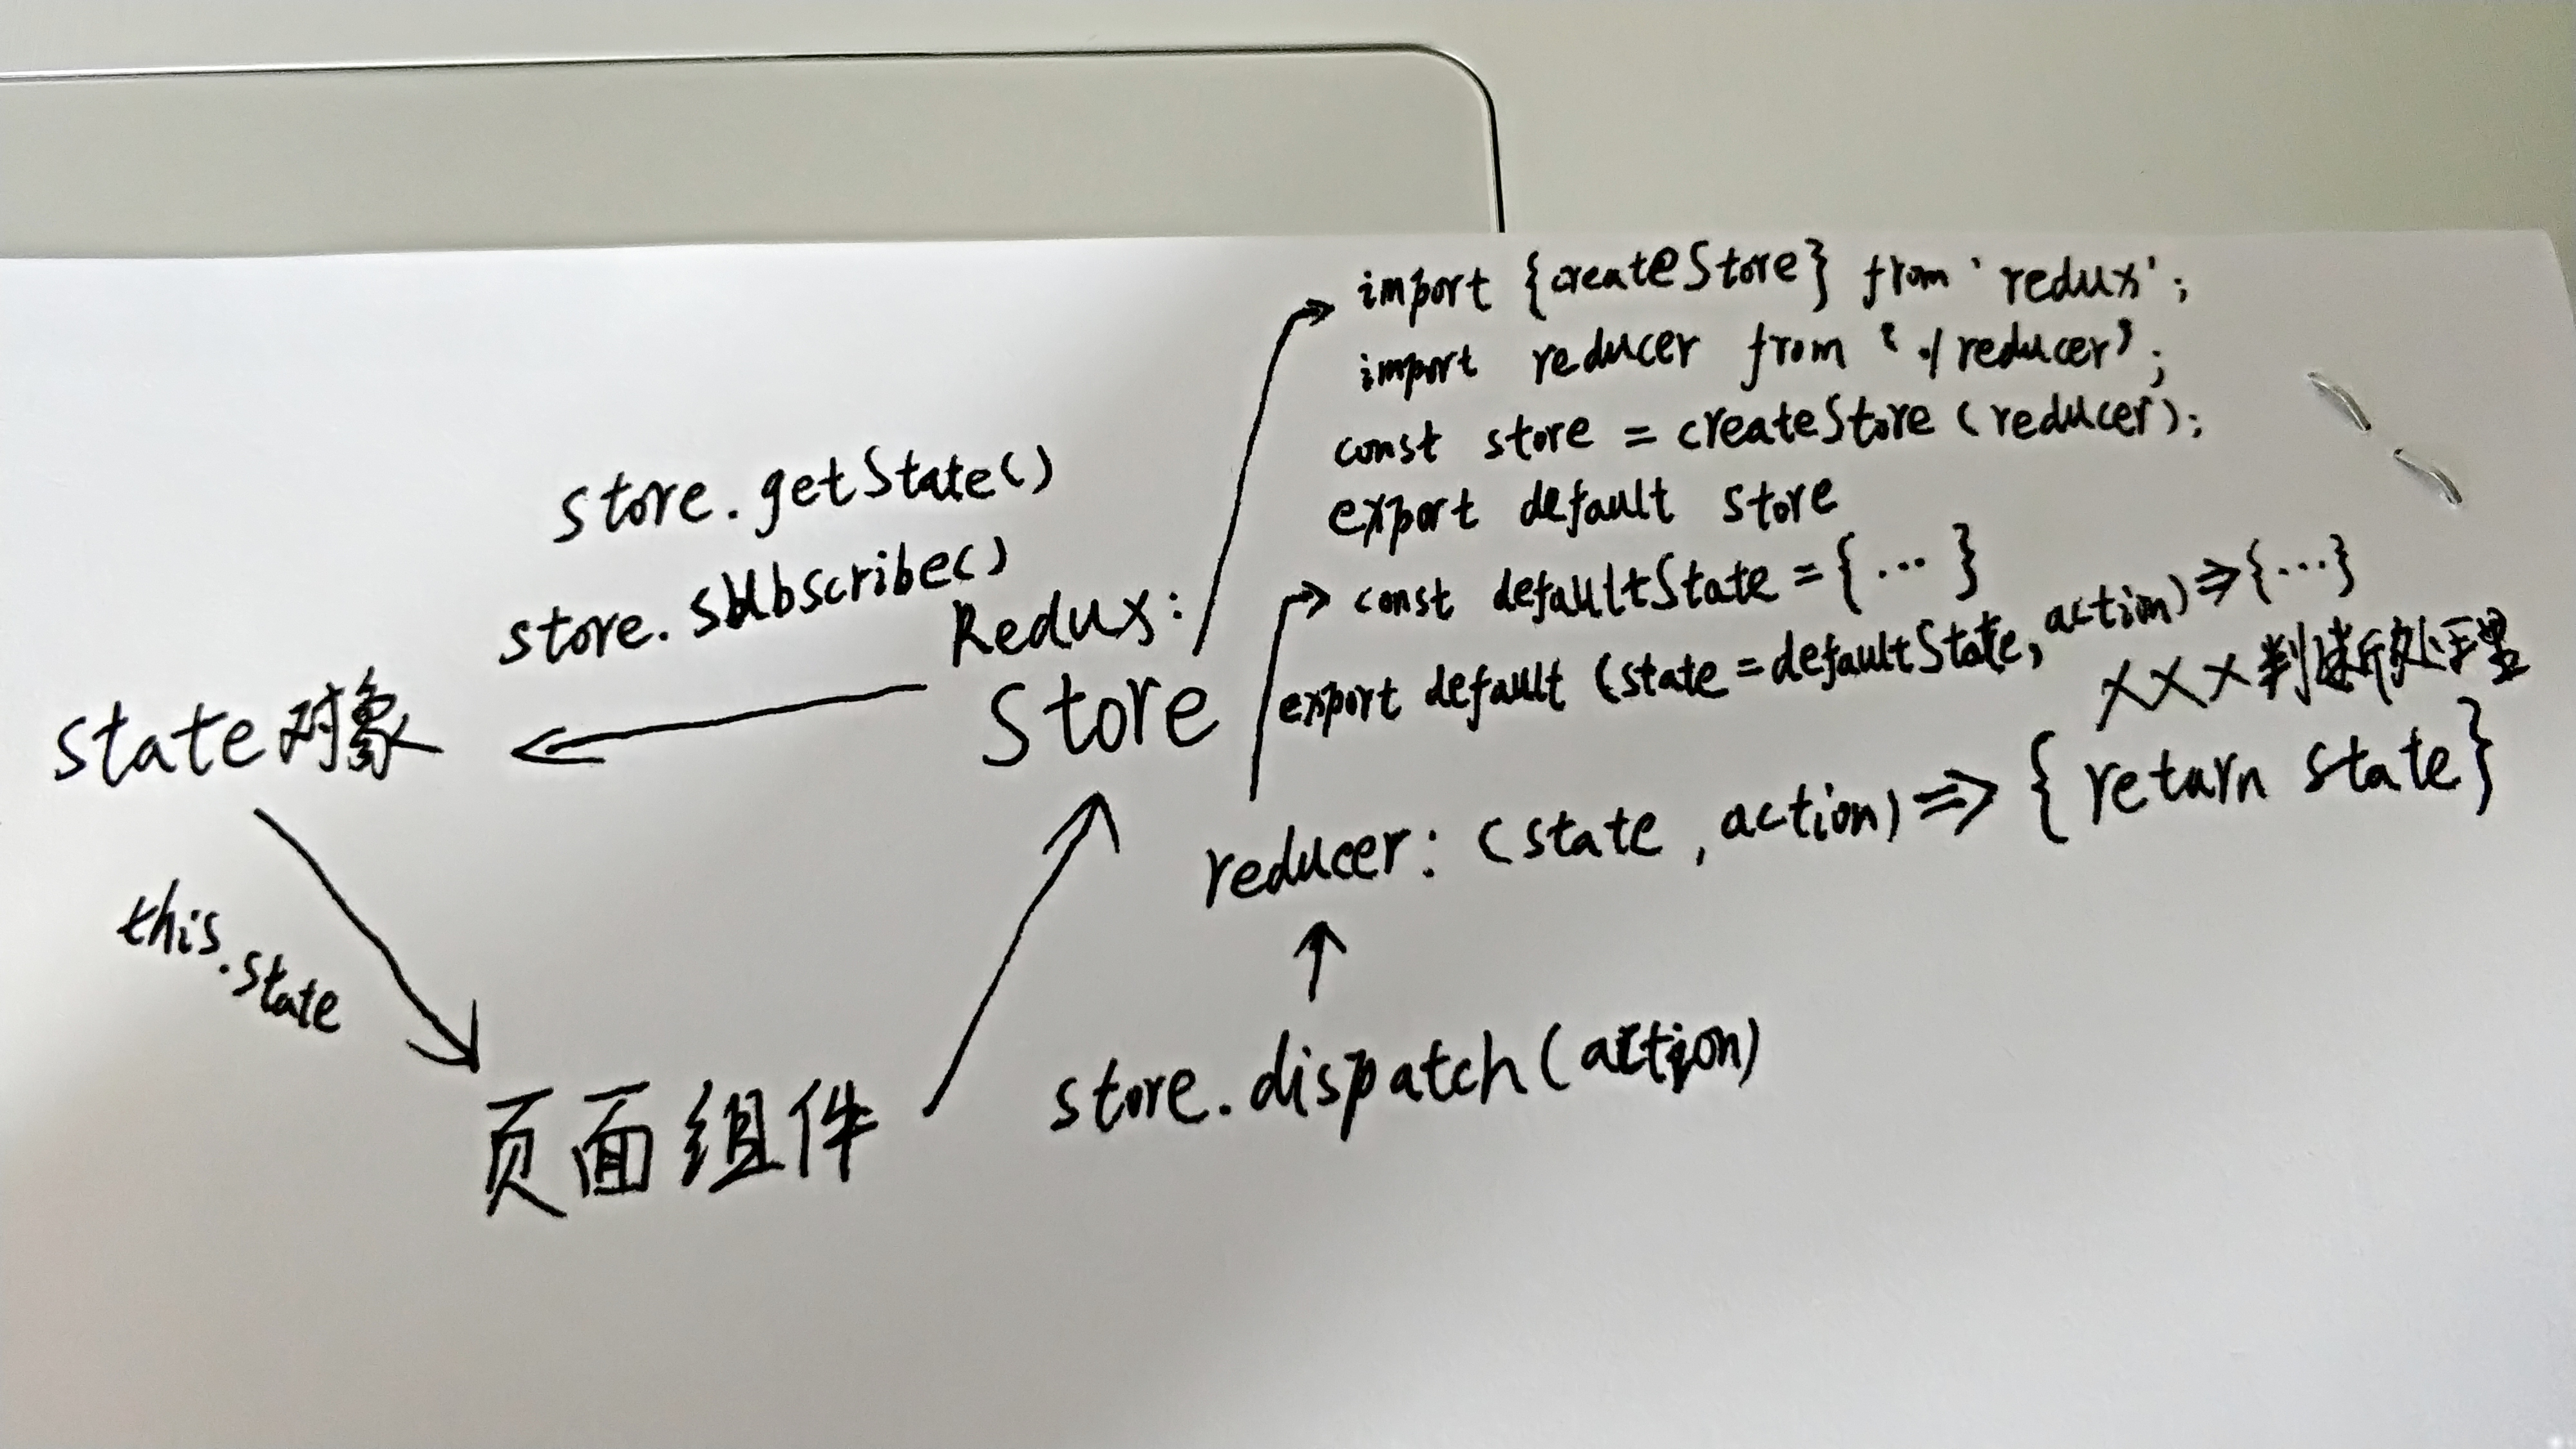 import {createStore} from 'redux';
import reducer from './reducer';
const store = createStore (reducer);
export default store
store.getState()
store.subscribe()
const defaultState = {...}
export default (state = defaultState, action) => {...}
Redux:
store
state对象
XXX判断处理
reducer: (state, action) => {return state}
this.state
store.dispatch(action)
页面组件